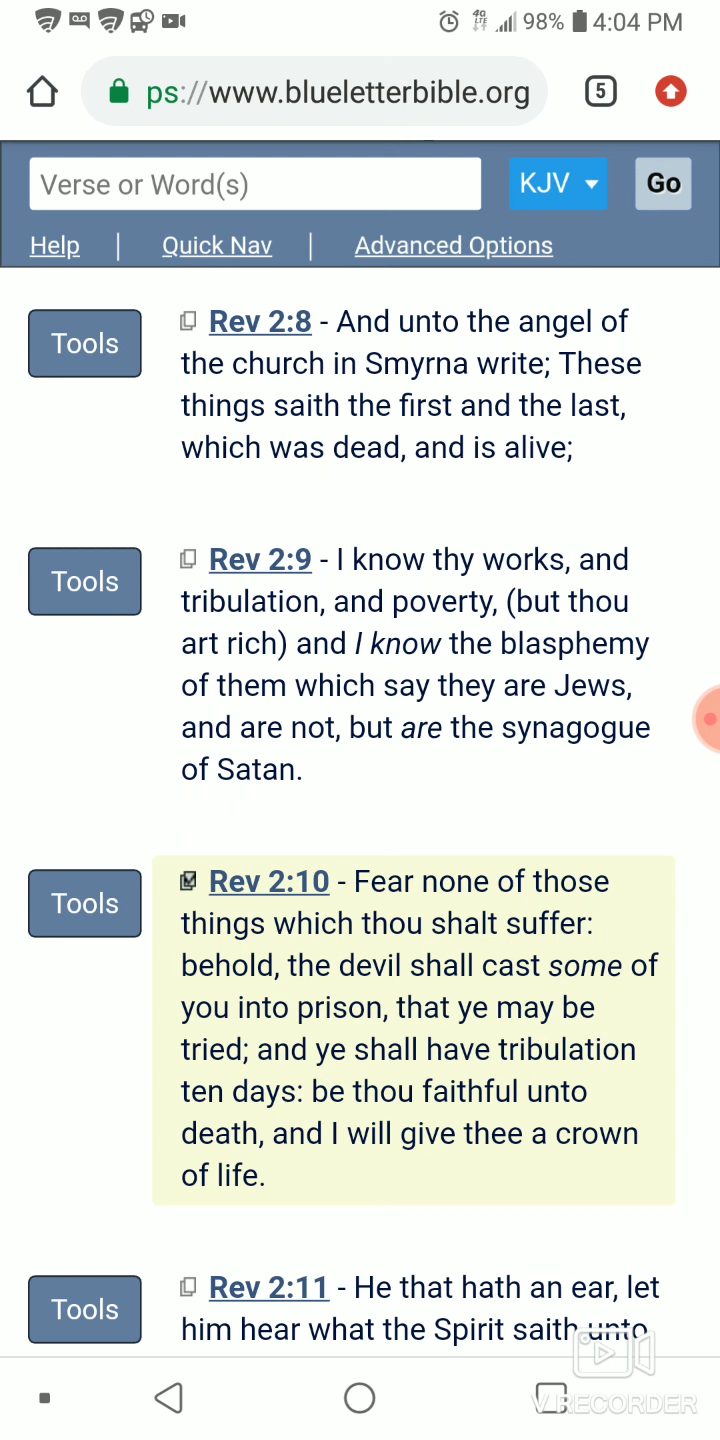 4G
LTE
98%
4:04 PM
ps://www.blueletterbible.org
5
Verse or Word(s)
KJV
Go
Help | Quick Nav | Advanced Options
Tools
Rev 2:8 - And unto the angel of
the church in Smyrna write; These
things saith the first and the last,
which was dead, and is alive;
Tools
Rev 2:9 - I know thy works, and
tribulation, and poverty, (but thou
art rich) and I know the blasphemy
of them which say they are Jews,
and are not, but are the synagogue
of Satan.
Tools
Rev 2:10 - Fear none of those
things which thou shalt suffer:
behold, the devil shall cast some of
you into prison, that ye may be
tried; and ye shall have tribulation
ten days: be thou faithful unto
death, and I will give thee a crown
of life.
Tools
Rev 2:11 - He that hath an ear, let
him hear what the Spirit saith unto
V RECORDER